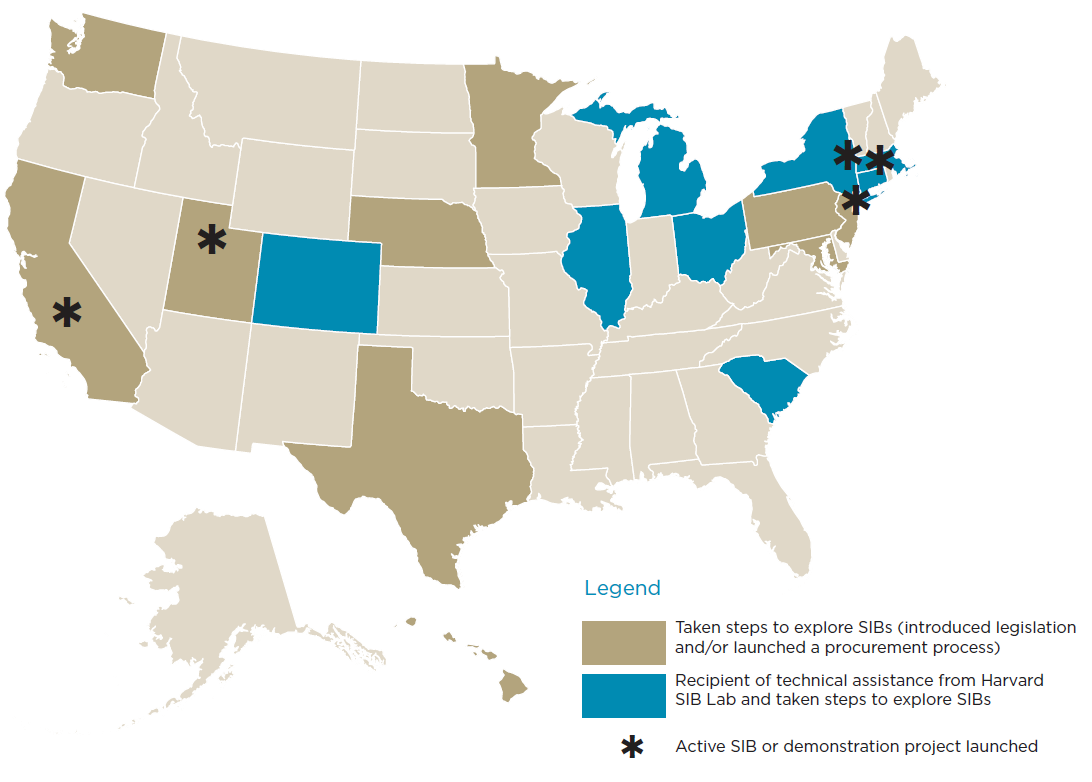 Legend
Taken steps to explore SIBs (introduced legislation
and/or launched a procurement process)
Recipient of technical assistance from Harvard
SIB Lab and taken steps to explore SIBs
Active SIB or demonstration project launched